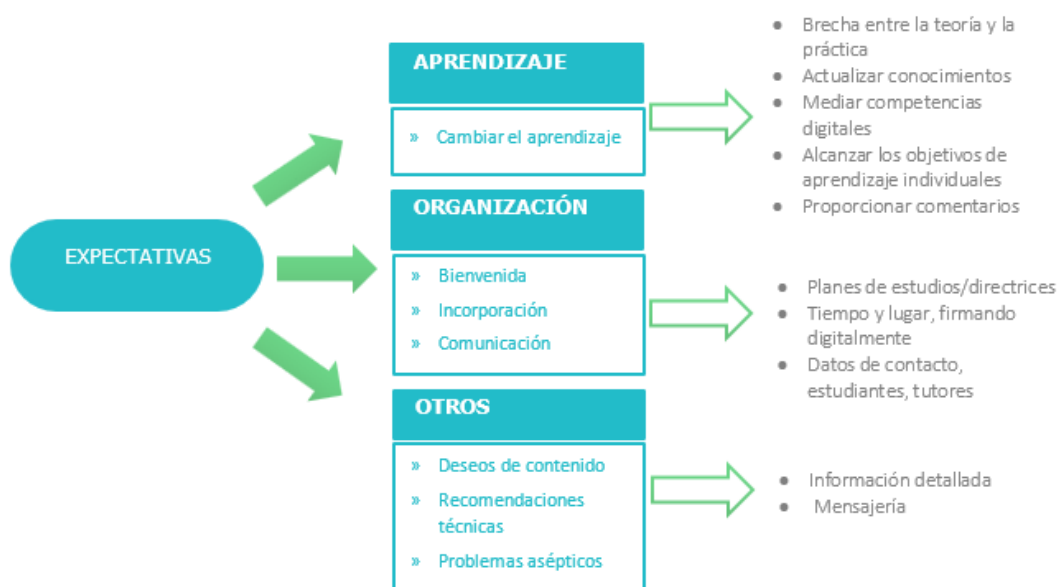 EXPECTATIVAS
APRENDIZAJE
» Cambiar el aprendizaje
● Brecha entre la teoría y la
práctica
● Actualizar conocimientos
● Mediar competencias
digitales
● Alcanzar los objetivos de
aprendizaje individuales
● Proporcionar comentarios
ORGANIZACIÓN
» Bienvenida
» Incorporación
» Comunicación
● Planes de estudios/directrices
● Tiempo y lugar, firmando
digitalmente
● Datos de contacto,
estudiantes, tutores
OTROS
» Deseos de contenido
» Recomendaciones
técnicas
» Problemas asépticos
● Información detallada
● Mensajería